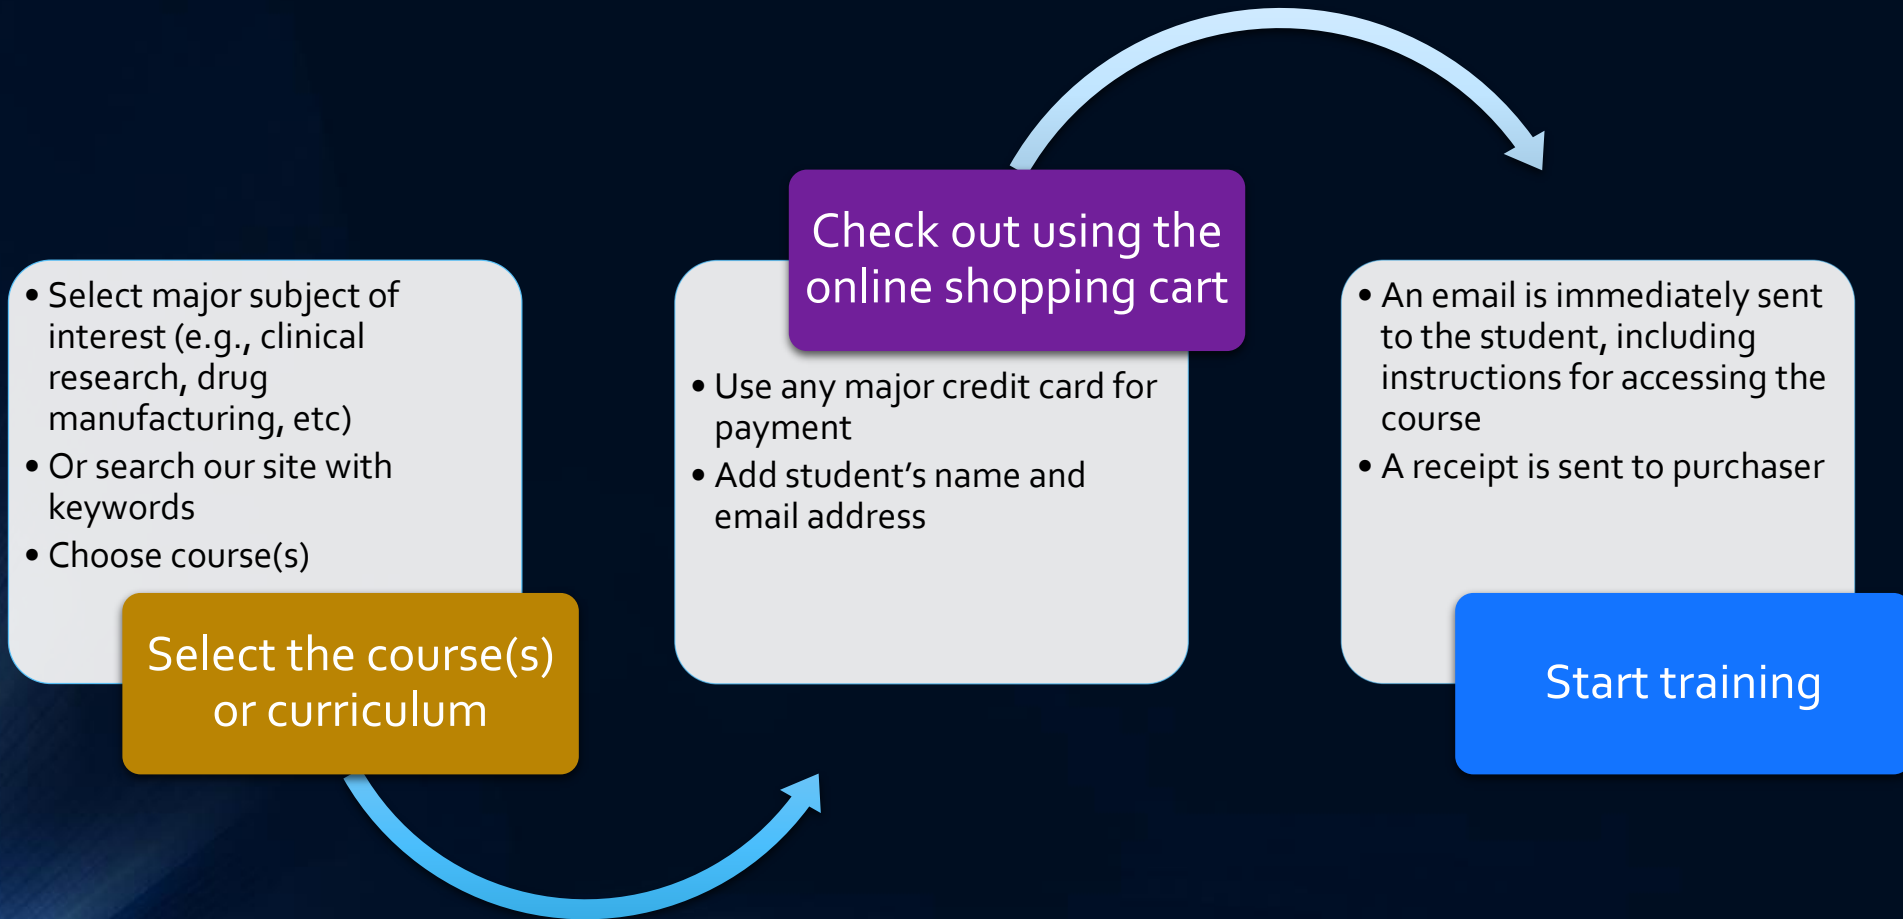 • Select major subject of
interest (e.g., clinical
research, drug
manufacturing, etc)
• Or search our site with
keywords
• Choose course(s)
Select the course(s)
or curriculum
Check out using the
online shopping cart
• Use any major credit card for
payment
• Add student’s name and
email address
• An email is immediately sent
to the student, including
instructions for accessing the
course
• A receipt is sent to purchaser
Start training